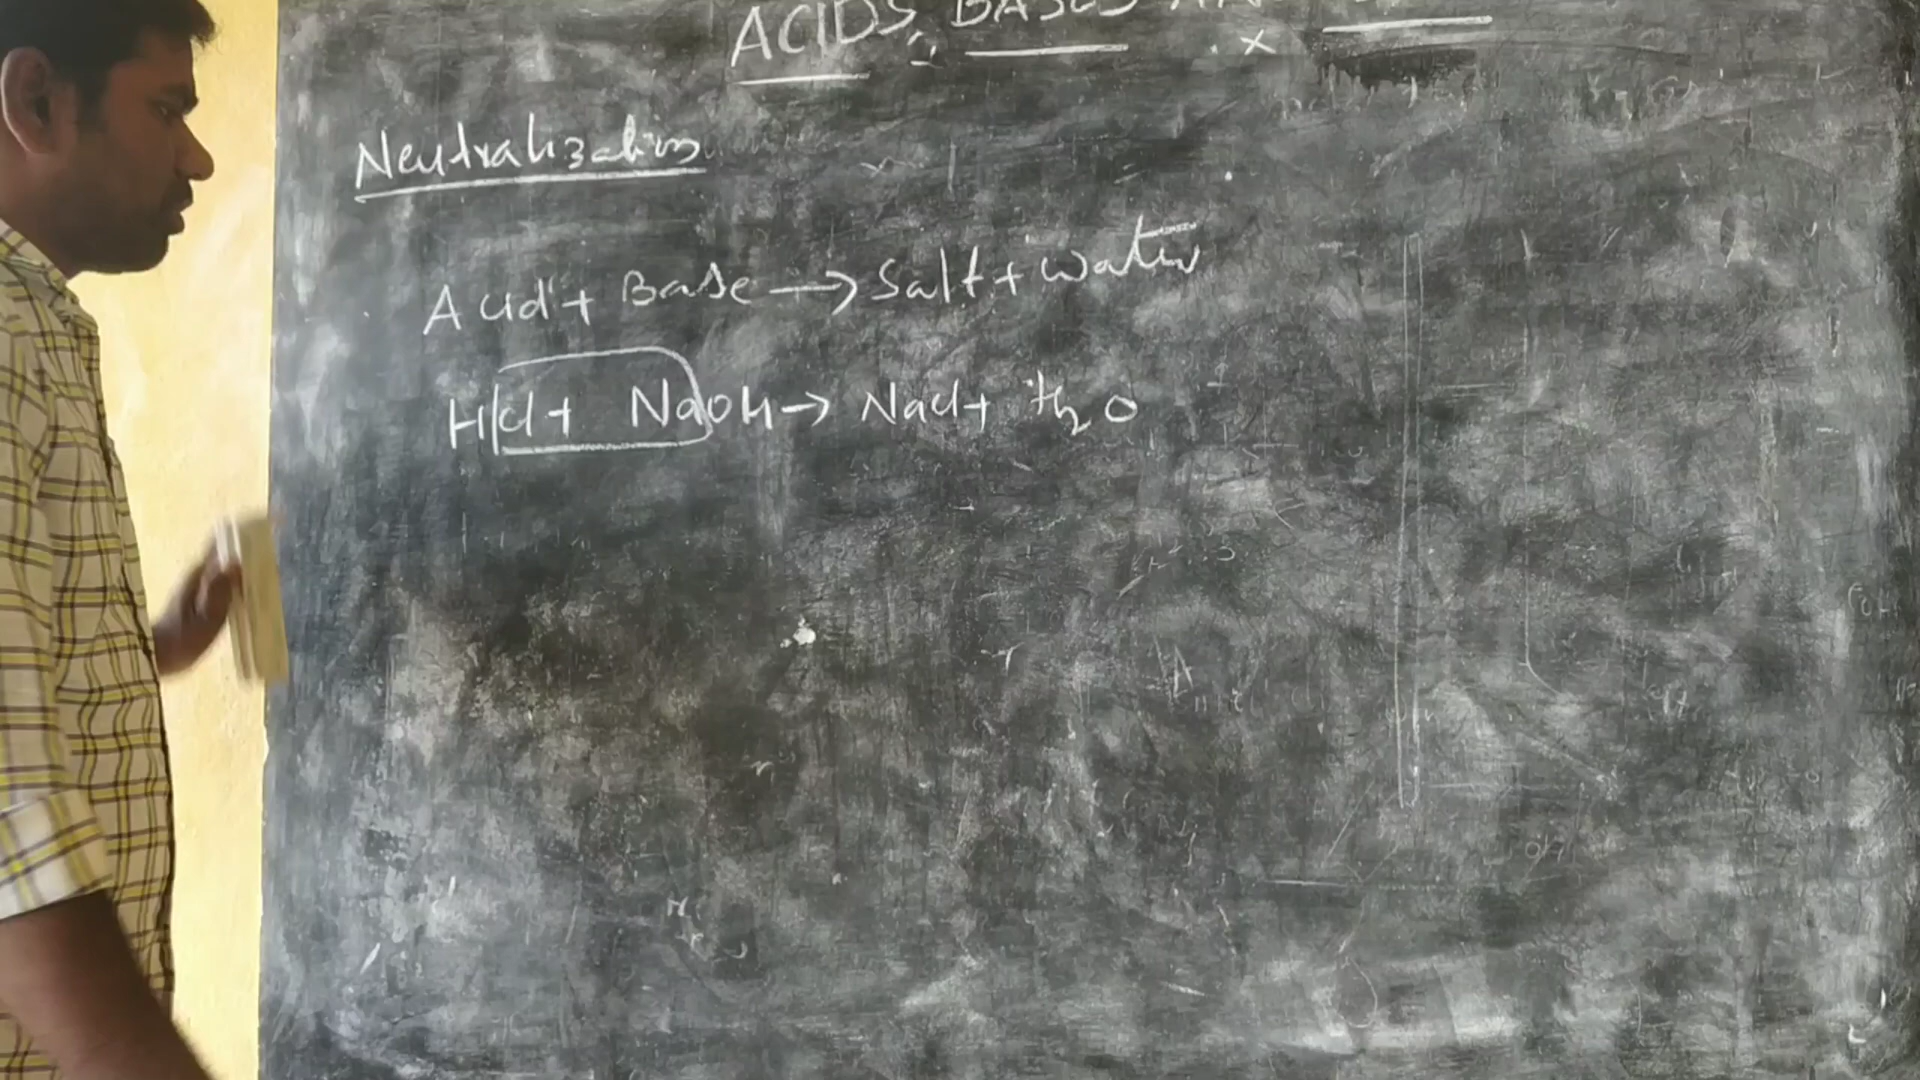 ACIDS, BASES
Neutralization
Acid + Base → Salt + Water
HCl + NaOH → NaCl + H2O